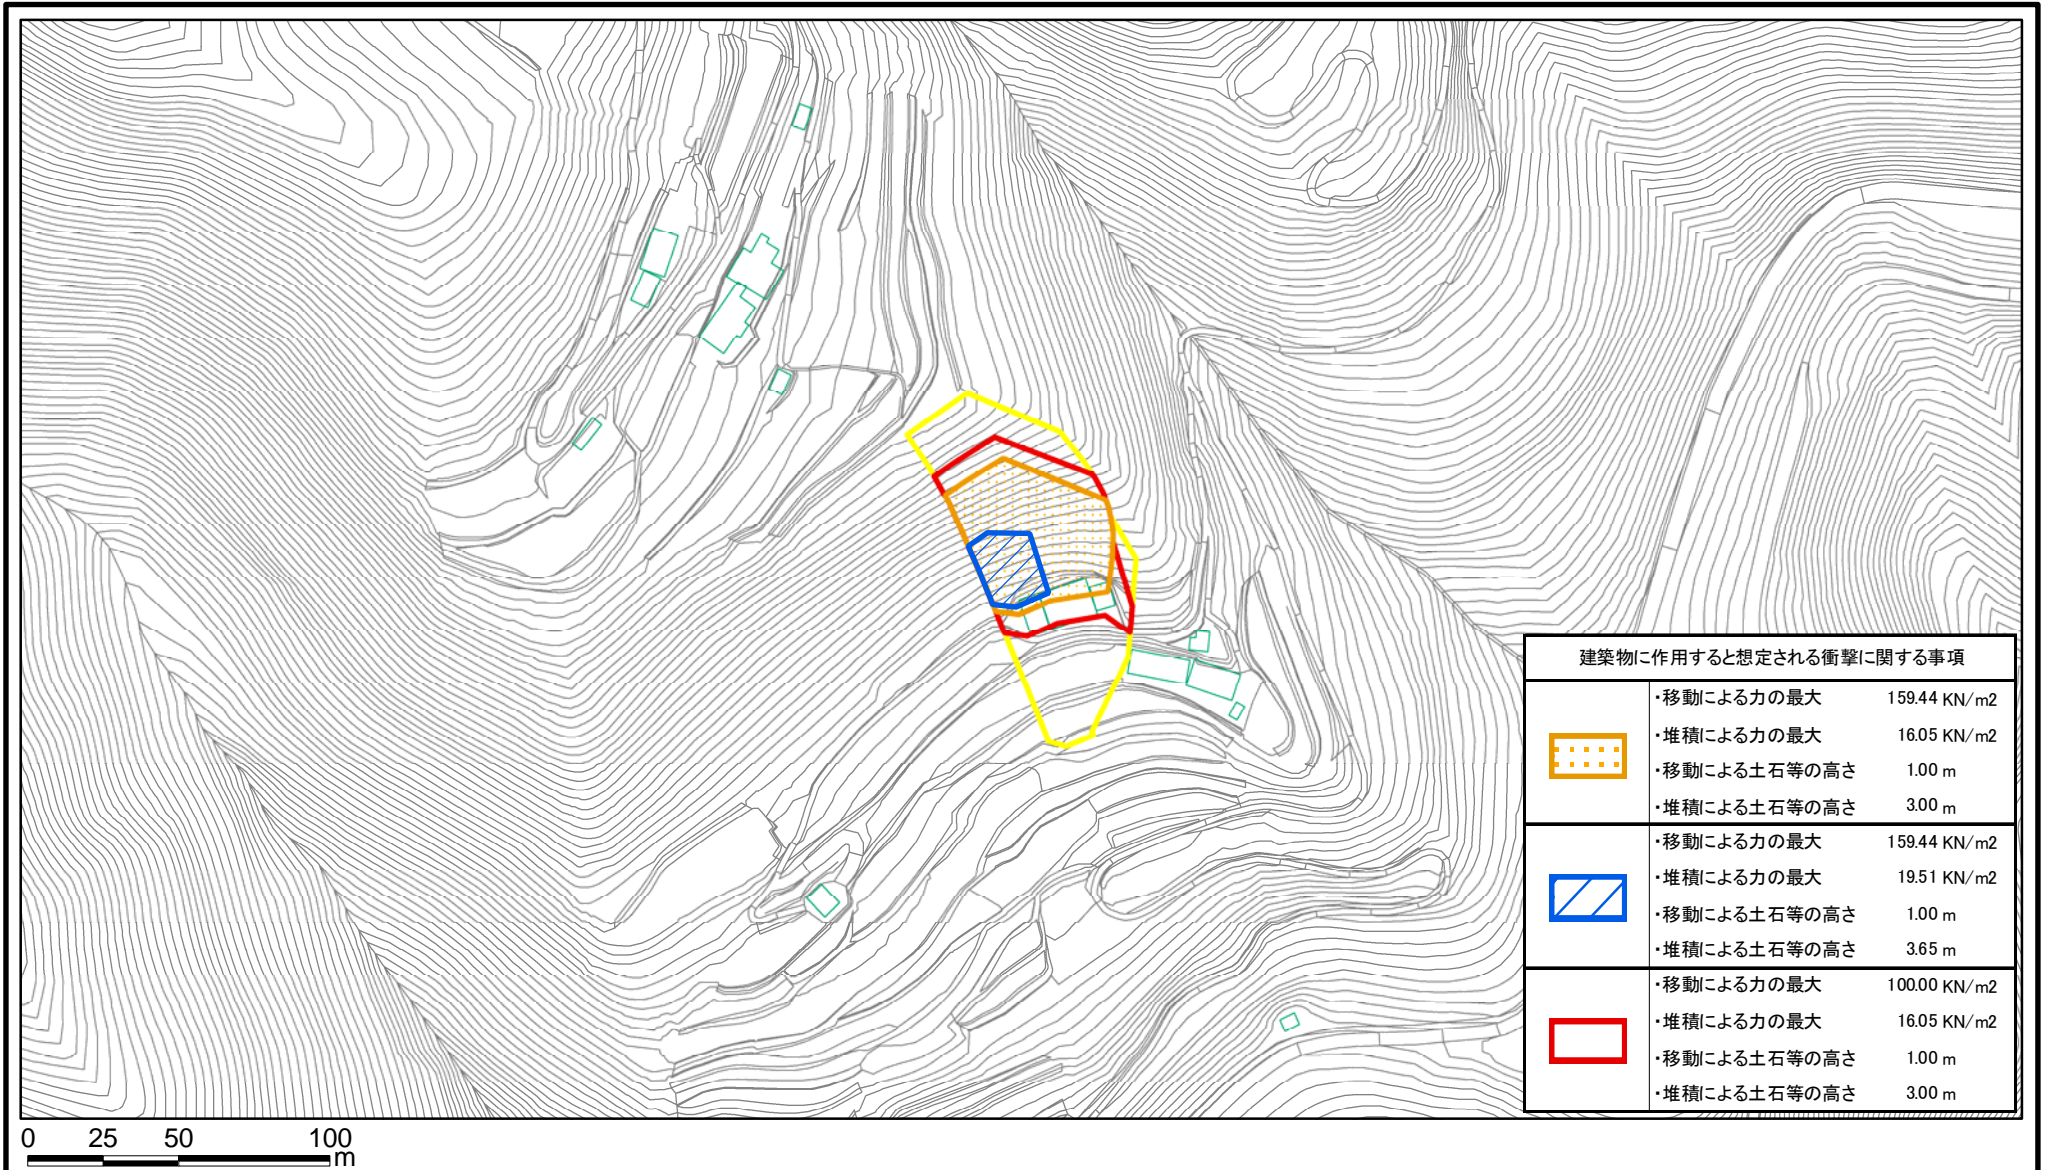 建築物に作用すると想定される衝撃に関する事項
・移動による力の最大 159.44 KN/m2
・堆積による力の最大 16.05 KN/m2
・移動による土石等の高さ 1.00 m
・堆積による土石等の高さ 3.00 m
・移動による力の最大 159.44 KN/m2
・堆積による力の最大 19.51 KN/m2
・移動による土石等の高さ 1.00 m
・堆積による土石等の高さ 3.65 m
・移動による力の最大 100.00 KN/m2
・堆積による力の最大 16.05 KN/m2
・移動による土石等の高さ 1.00 m
・堆積による土石等の高さ 3.00 m
0 25 50 100
m